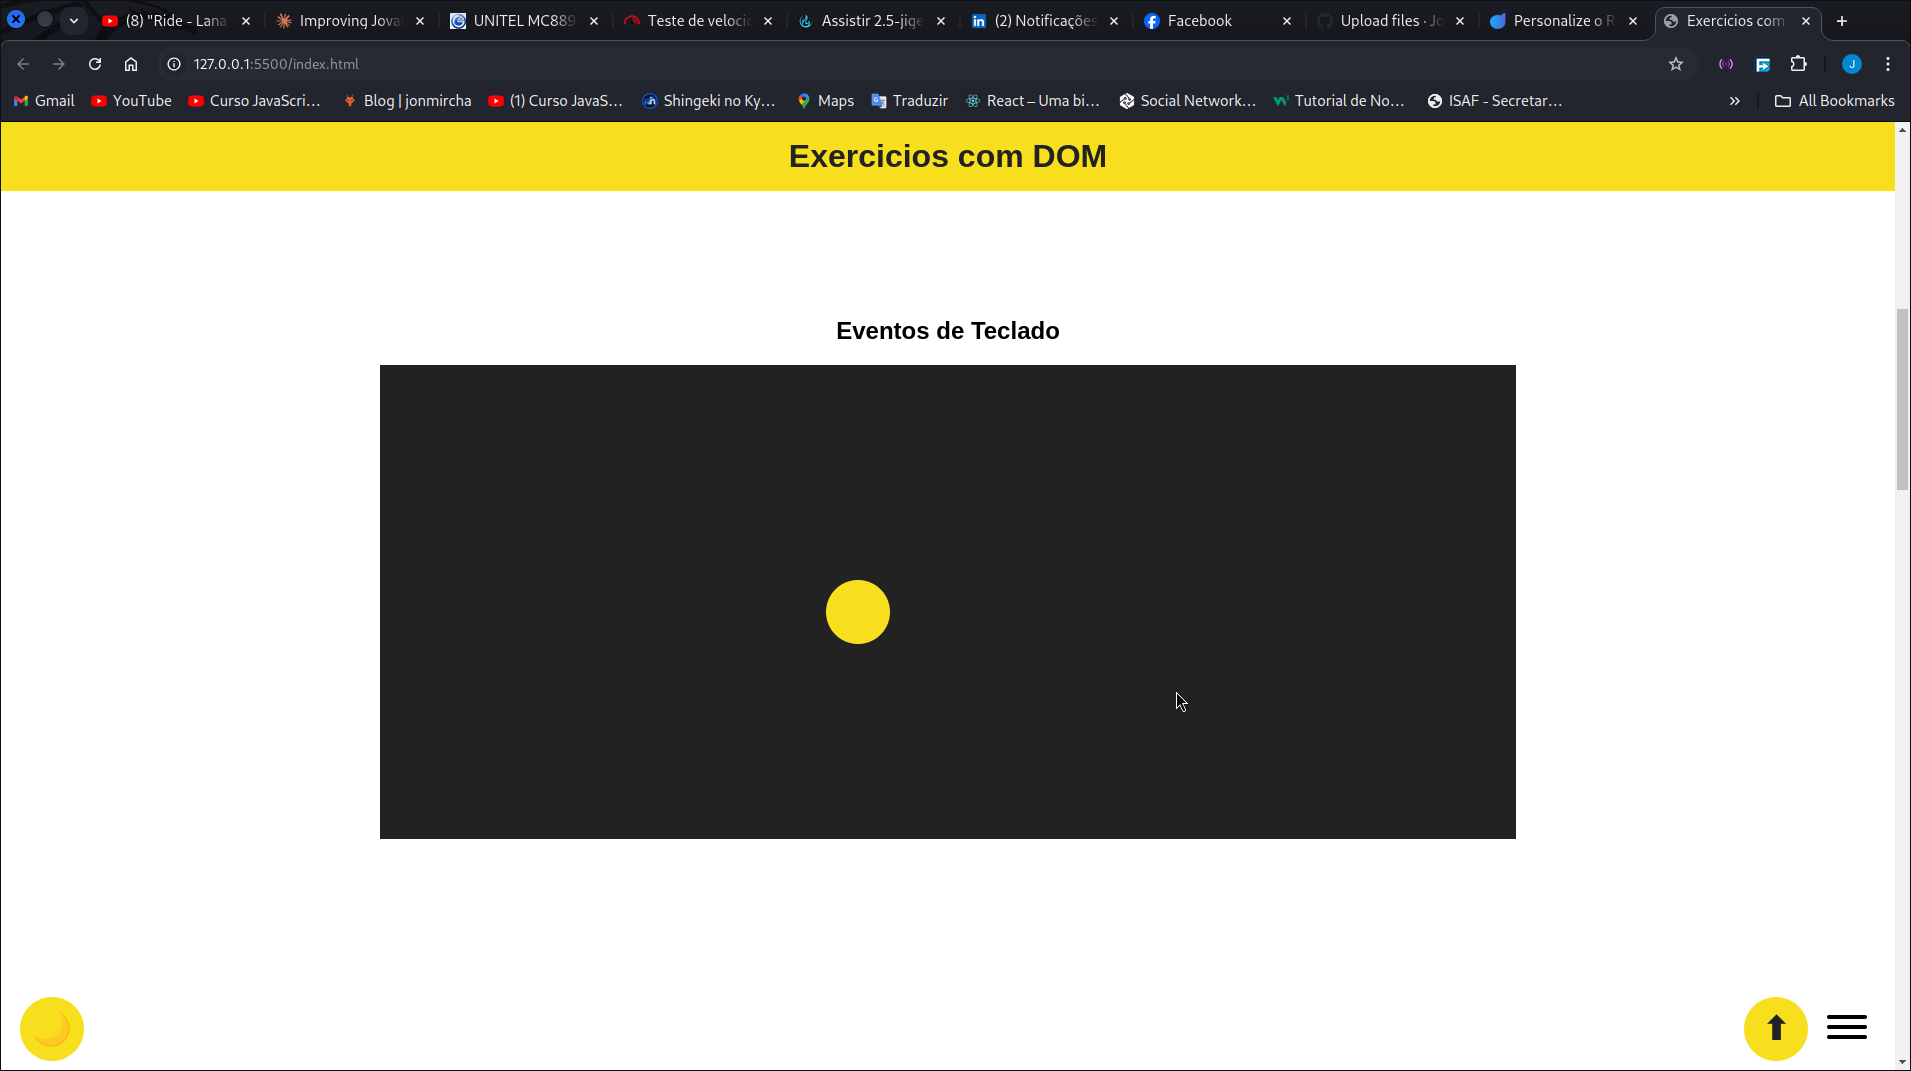 (8) "Ride - Lana
Improving Jova
UNITEL MC889
Teste de veloci
Assistir 2.5-jige
(2) Notificações
Facebook
Upload files · Jo
Personalize o R
Exercicios com
127.0.0.1:5500/index.html
J
Gmail
YouTube
Curso JavaScri…
Blog | jonmircha
(1) Curso JavaS…
Shingeki no Ky…
Maps
Traduzir
React – Uma bi…
Social Network…
Tutorial de No…
ISAF - Secretar…
»
All Bookmarks
Exercicios com DOM
Eventos de Teclado